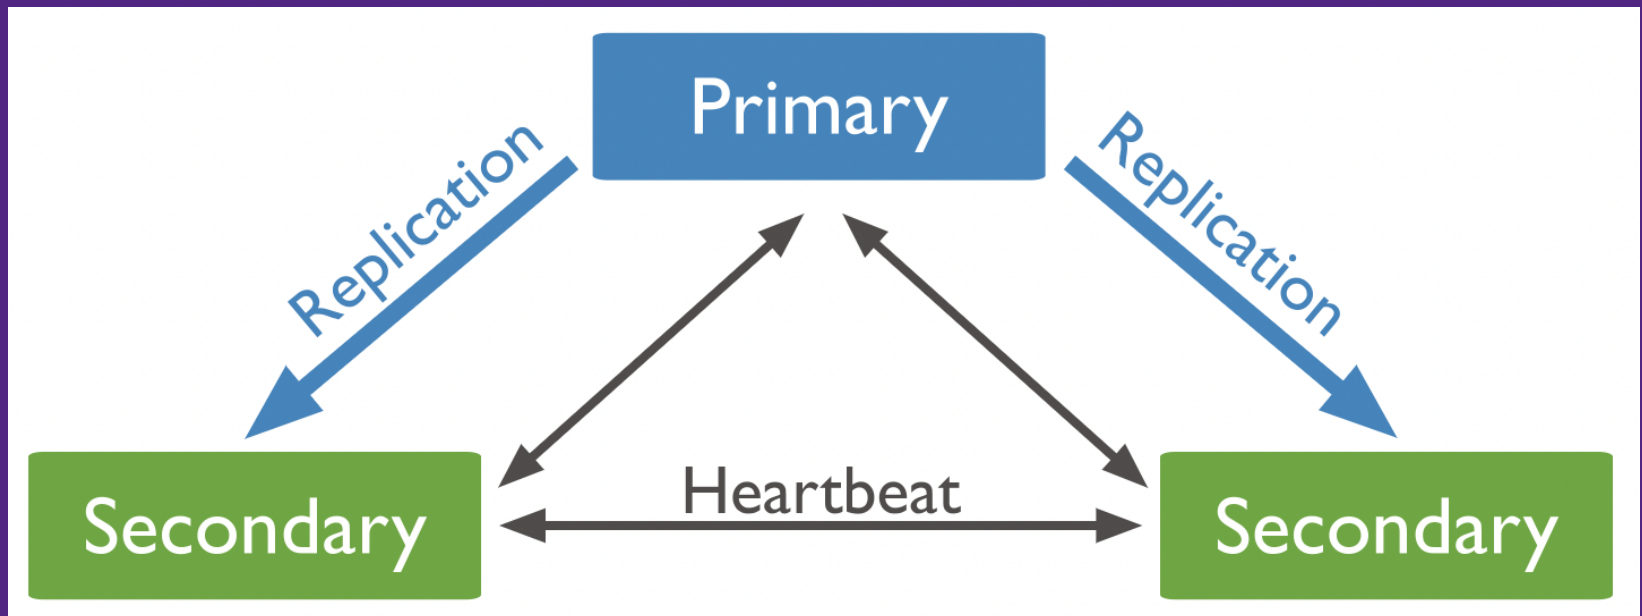 Primary
Replication
Replication
Heartbeat
Secondary
Secondary